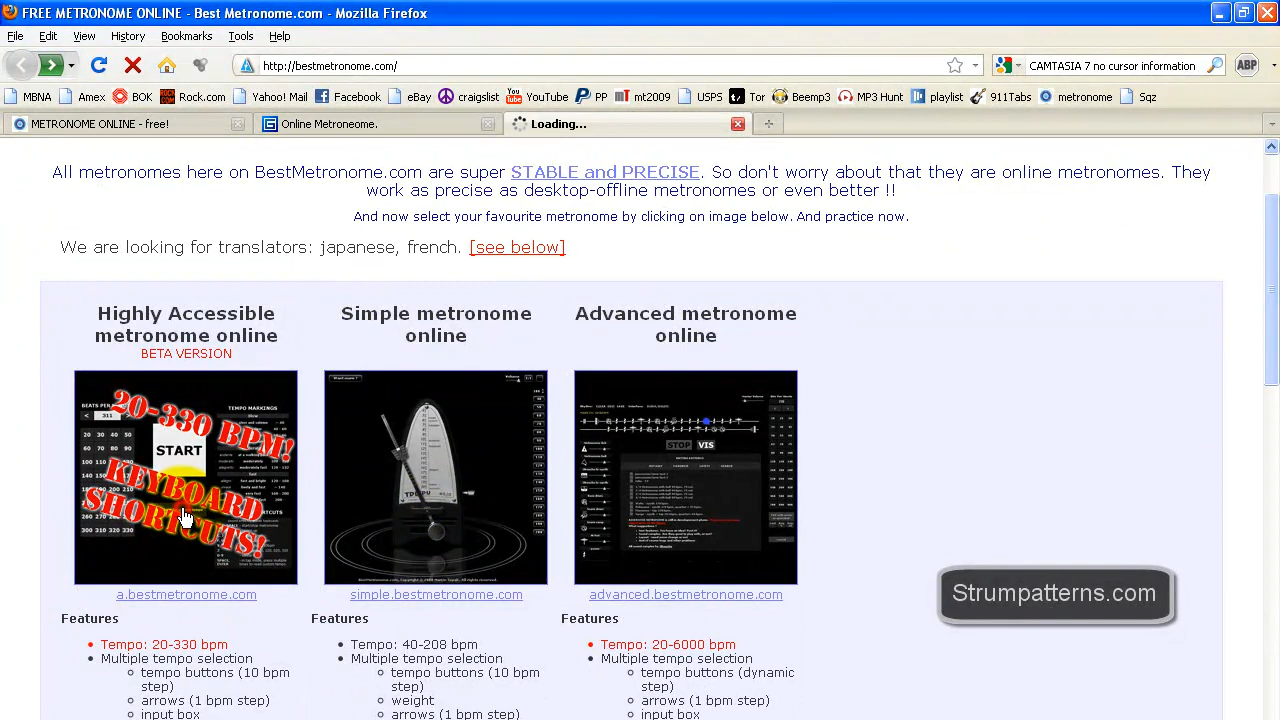 FREE METRONOME ONLINE - Best Metronome.com - Mozilla Firefox
File Edit View History Bookmarks Tools Help
http://bestmetronome.com/
CAMTASIA 7 no cursor information
ABP
MBNA Amex BOK Rock.com Yahoo! Mail Facebook eBay craigslist YouTube PP mt2009 USPS Tor Beemp3 MP3 Hunt playlist 911Tabs metronome Sqz
METRONOME ONLINE - free!
Online Metroneome.
Loading...
All metronomes here on BestMetronome.com are super STABLE and PRECISE. So don't worry about that they are online metronomes. They
work as precise as desktop-offline metronomes or even better !!
And now select your favourite metronome by clicking on image below. And practice now.
We are looking for translators: japanese, french. [see below]
Highly Accessible
metronome online
BETA VERSION
BEATS PER
311
TEMPO MARKINGS
20-330 BPM!
START
KEYBOARD
SHORTCUTS!
a.bestmetronome.com
Features
Tempo: 20-330 bpm
Multiple tempo selection
tempo buttons (10 bpm
step)
arrows (1 bpm step)
input box
Simple metronome
online
simple.bestmetronome.com
Features
Tempo: 40-208 bpm
Multiple tempo selection
tempo buttons (10 bpm
step)
weight
arrows (1 bpm step)
Advanced metronome
online
STOP VIS
advanced.bestmetronome.com
Features
Tempo: 20-6000 bpm
Multiple tempo selection
tempo buttons (dynamic
step)
arrows (1 bpm step)
input box
Strumpatterns.com